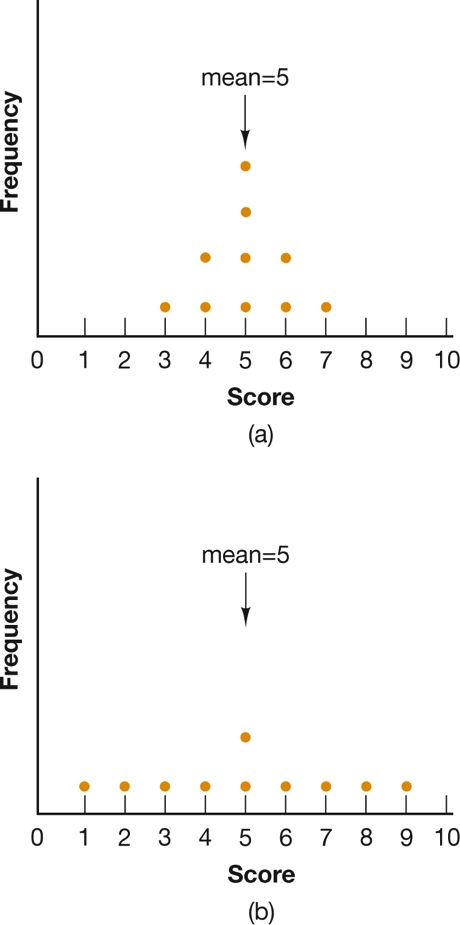 mean=5
Frequency
0 1 2 3 4 5 6 7 8 9 10
Score
(a)
mean=5
Frequency
0 1 2 3 4 5 6 7 8 9 10
Score
(b)